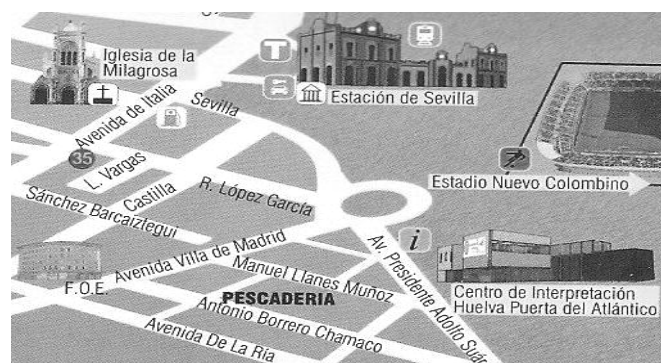 Iglesia de la
Milagrosa
T
Avenida de Italia
Sevilla
Estación de Sevilla
35
L. Vargas
Castilla
R. López García
Estadio Nuevo Colombino
Sánchez Barcaiztegui
F.O.E.
Avenida Villa de Madrid
i
Manuel Llanes Muñoz
Av. Presidente Adolfo Suár
Centro de Interpretación
Huelva Puerta del Atlántico
PESCADERIA
Antonio Borrero Chamaco
Avenida De La Ría